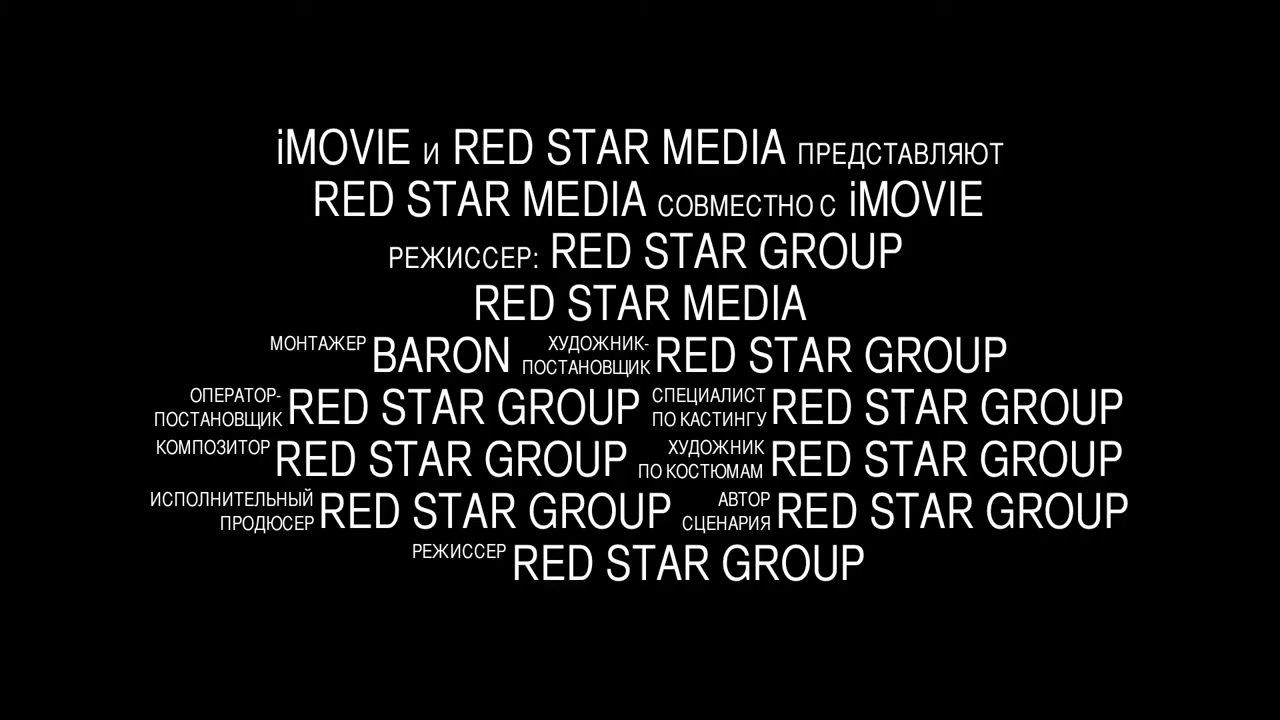 iMOVIE И RED STAR MEDIA ПРЕДСТАВЛЯЮТ
RED STAR MEDIA СОВМЕСТНО С iMOVIE
РЕЖИССЕР: RED STAR GROUP
RED STAR MEDIA
МОНТАЖЕР BARON ХУДОЖНИК-ПОСТАНОВЩИК RED STAR GROUP
ОПЕРАТОР-ПОСТАНОВЩИК RED STAR GROUP СПЕЦИАЛИСТ ПО КАСТИНГУ RED STAR GROUP
КОМПОЗИТОР RED STAR GROUP ХУДОЖНИК ПО КОСТЮМАМ RED STAR GROUP
ИСПОЛНИТЕЛЬНЫЙ ПРОДЮСЕР RED STAR GROUP АВТОР СЦЕНАРИЯ RED STAR GROUP
РЕЖИССЕР RED STAR GROUP